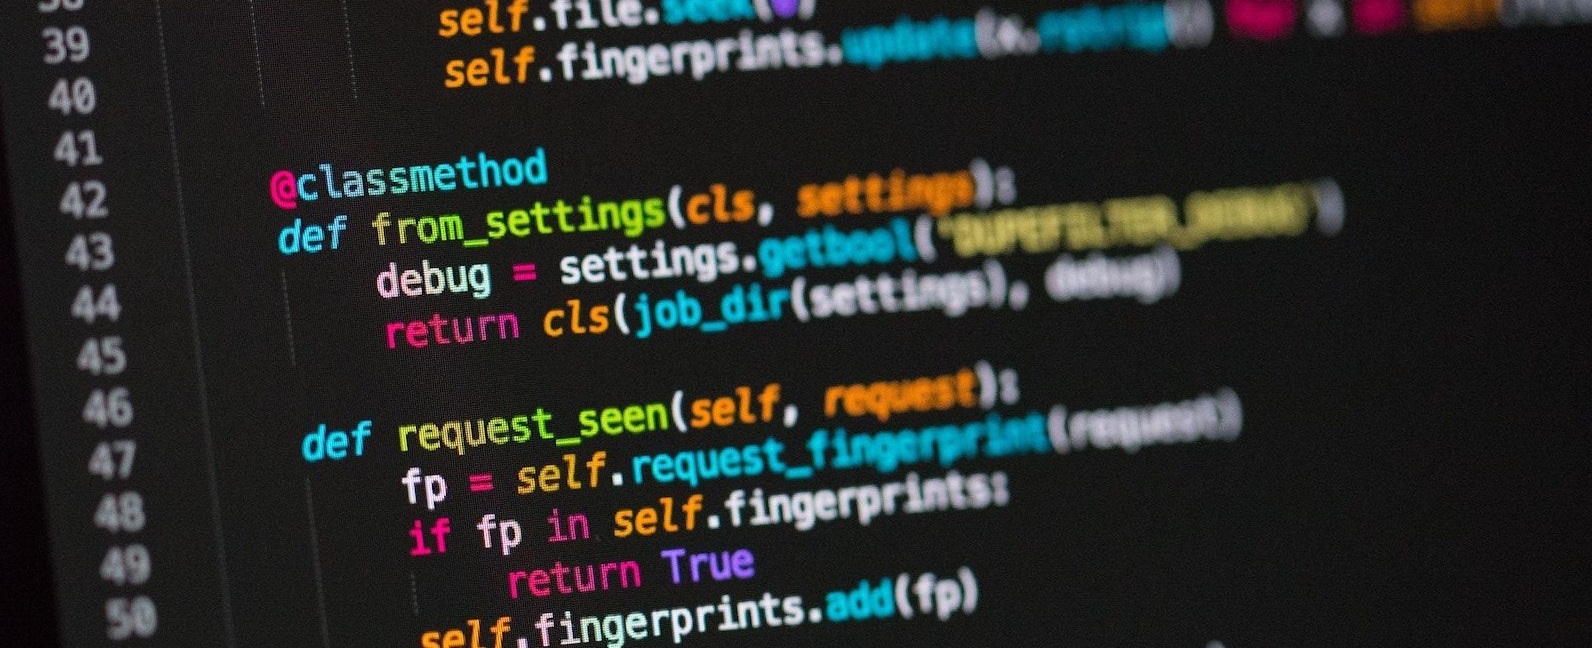 self.file.seek(0)
39 self.fingerprints.update(x.rstrip()
40
41 @classmethod
42 def from_settings(cls, settings):
43 debug = settings.getbool('DUPEFILTER_DEBUG')
44 return cls(job_dir(settings), debug)
45
46 def request_seen(self, request):
47 fp = self.request_fingerprint(request)
48 if fp in self.fingerprints:
49 return True
50 self.fingerprints.add(fp)